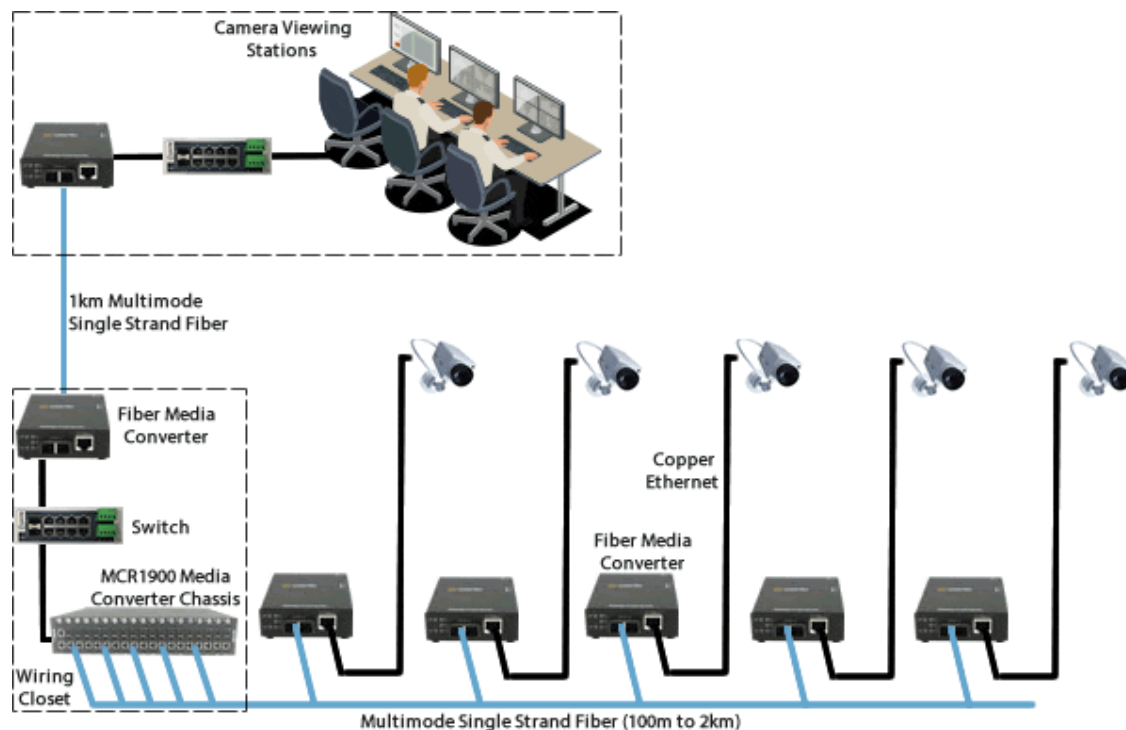 Camera Viewing
Stations
1km Multimode
Single Strand Fiber
Fiber Media
Converter
Copper
Ethernet
Switch
Fiber Media
Converter
MCR1900 Media
Converter Chassis
Wiring
Closet
Multimode Single Strand Fiber (100m to 2km)